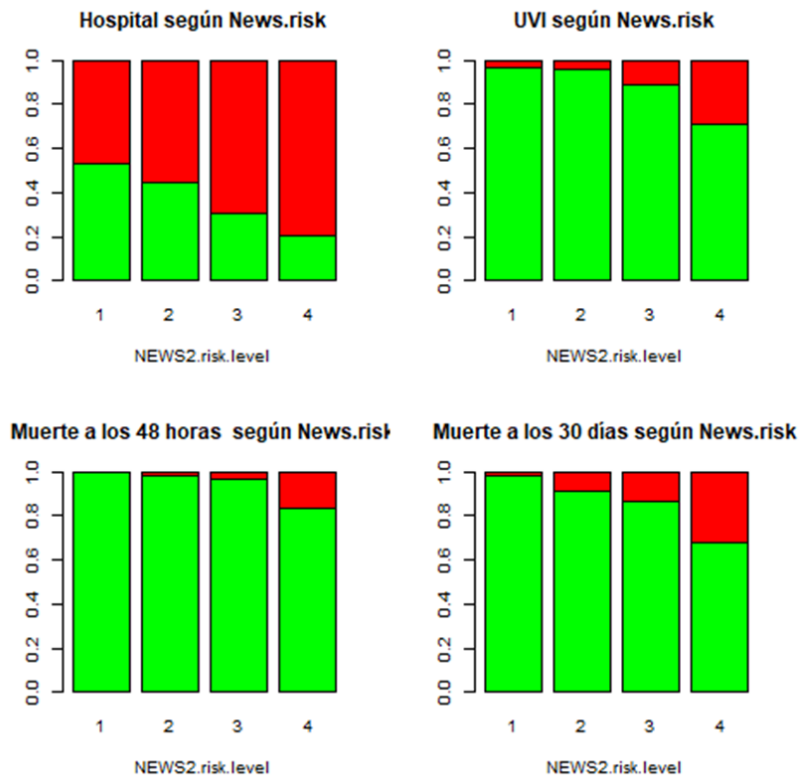 Hospital según News.risk
1.0
0.8
0.6
0.4
0.2
0.0
1 2 3 4
NEWS2.risk.level
UVI según News.risk
1.0
0.8
0.6
0.4
0.2
0.0
1 2 3 4
NEWS2.risk.level
Muerte a los 48 horas según News.risk
1.0
0.8
0.6
0.4
0.2
0.0
1 2 3 4
NEWS2.risk.level
Muerte a los 30 días según News.risk
1.0
0.8
0.6
0.4
0.2
0.0
1 2 3 4
NEWS2.risk.level